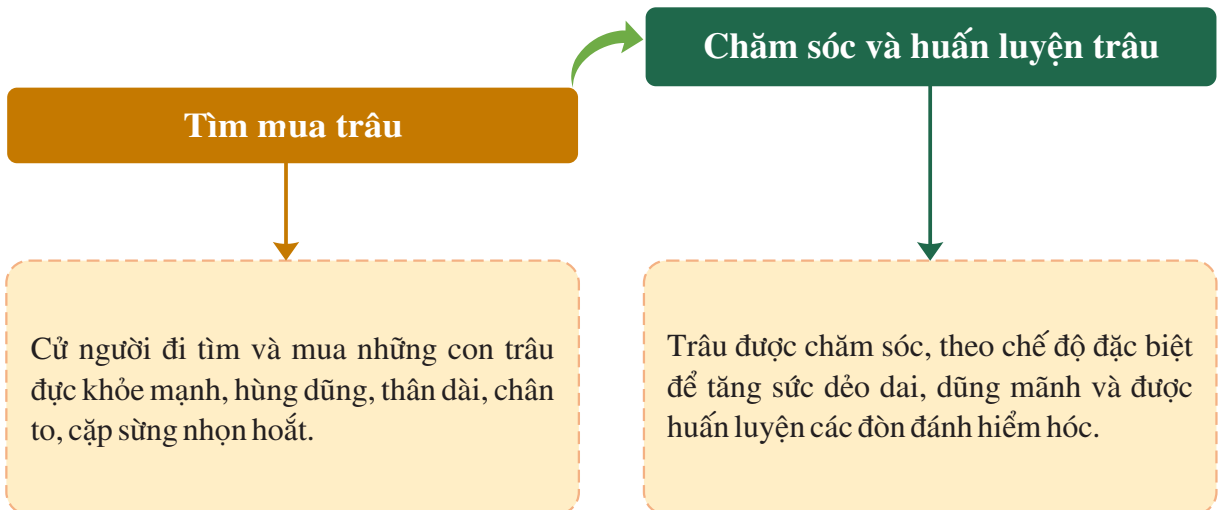 Chăm sóc và huấn luyện trâu
Tìm mua trâu
Cử người đi tìm và mua những con trâu
đực khỏe mạnh, hùng dũng, thân dài, chân
to, cặp sừng nhọn hoắt.
Trâu được chăm sóc, theo chế độ đặc biệt
để tăng sức dẻo dai, dũng mãnh và được
huấn luyện các đòn đánh hiểm hóc.